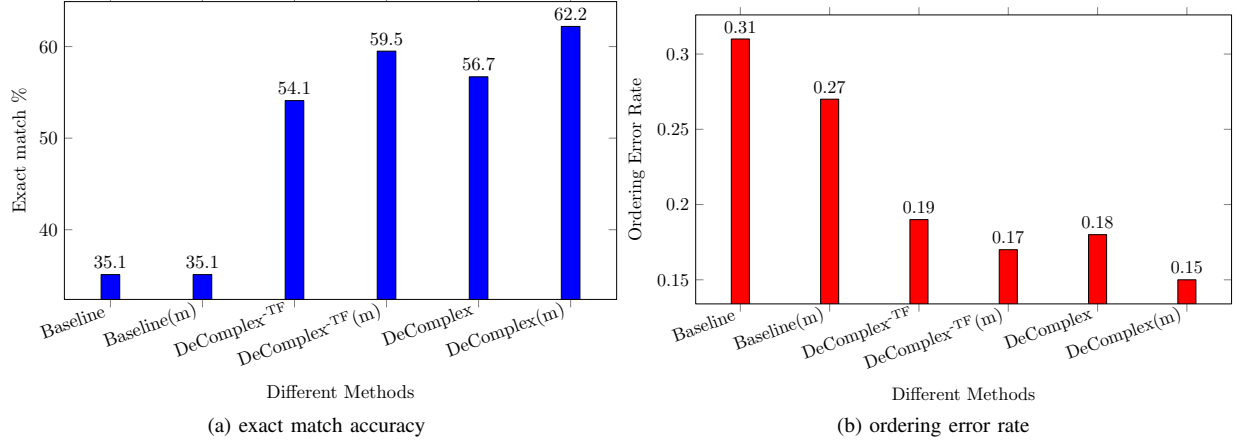 62.2
59.5
56.7
54.1
35.1
35.1
60
50
40
Exact match %
Baseline
Baseline(m)
DeComplex-TF
DeComplex-TF(m)
DeComplex
DeComplex(m)
Different Methods
(a) exact match accuracy
0.31
0.27
0.19
0.17
0.18
0.15
0.3
0.25
0.2
0.15
Ordering Error Rate
Baseline
Baseline(m)
DeComplex-TF
DeComplex-TF(m)
DeComplex
DeComplex(m)
Different Methods
(b) ordering error rate